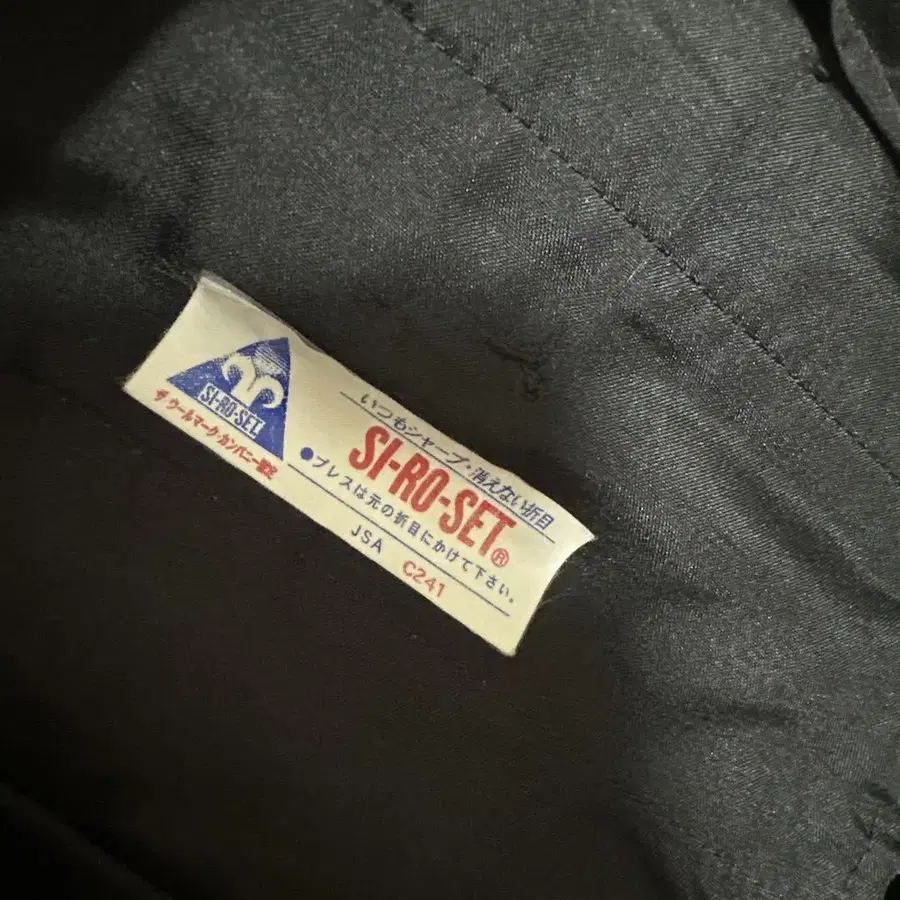 SI-RO-SET
ザ・ウールマーク・カンパニー認定
いつもシャープ・消えない折目
SI-RO-SET®
●プレスは元の折目にかけて下さい。
JSA C241